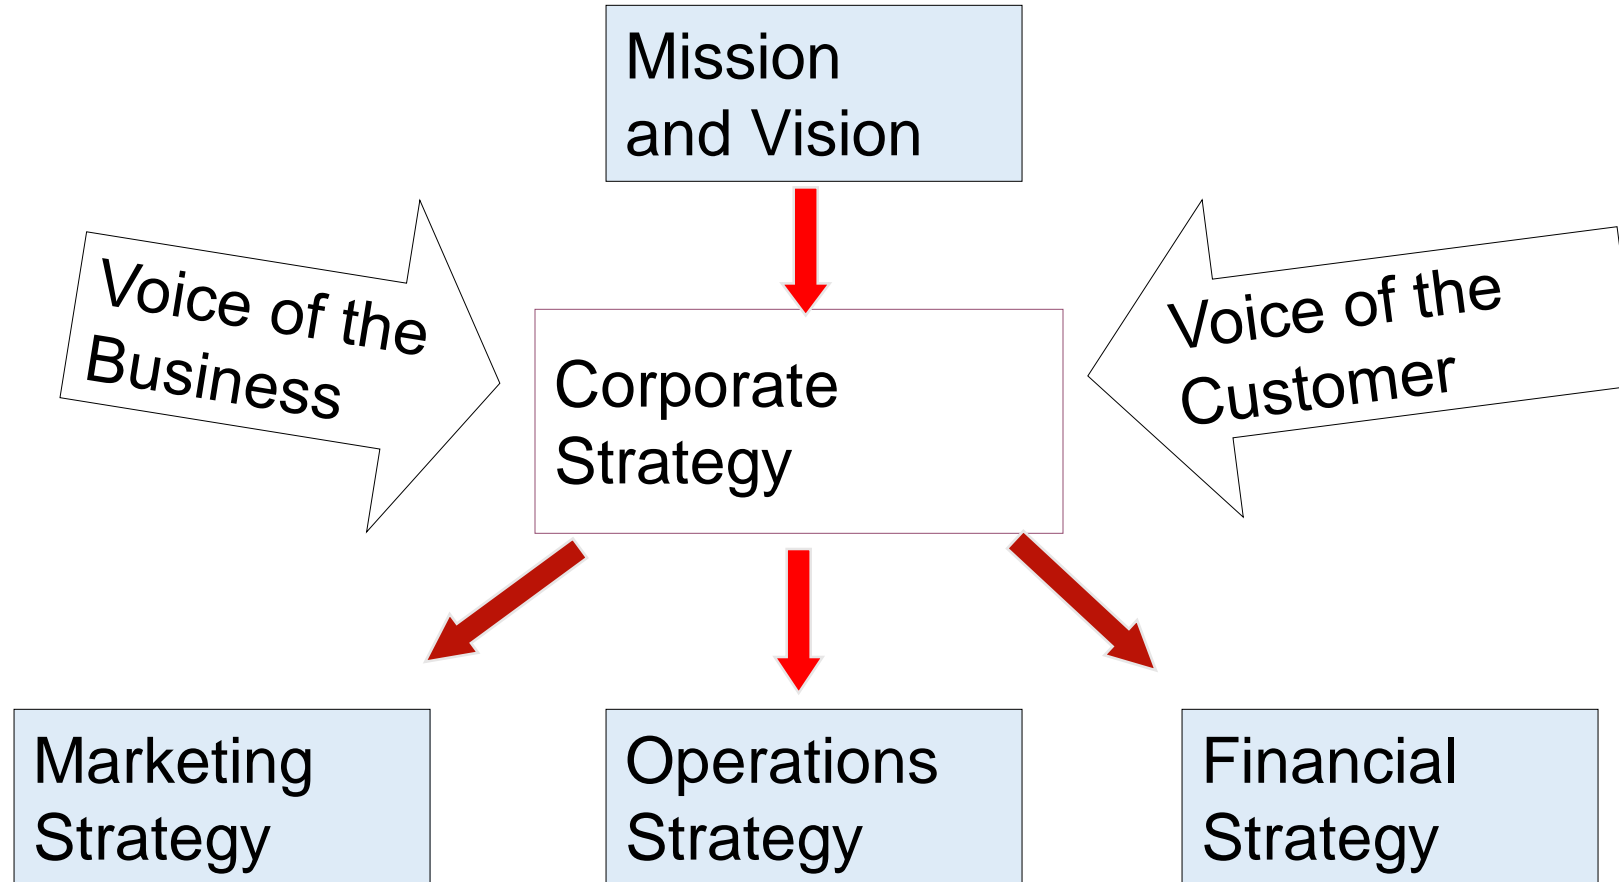 Mission
and Vision
Voice of the
Business
Voice of the
Customer
Corporate
Strategy
Marketing
Strategy
Operations
Strategy
Financial
Strategy